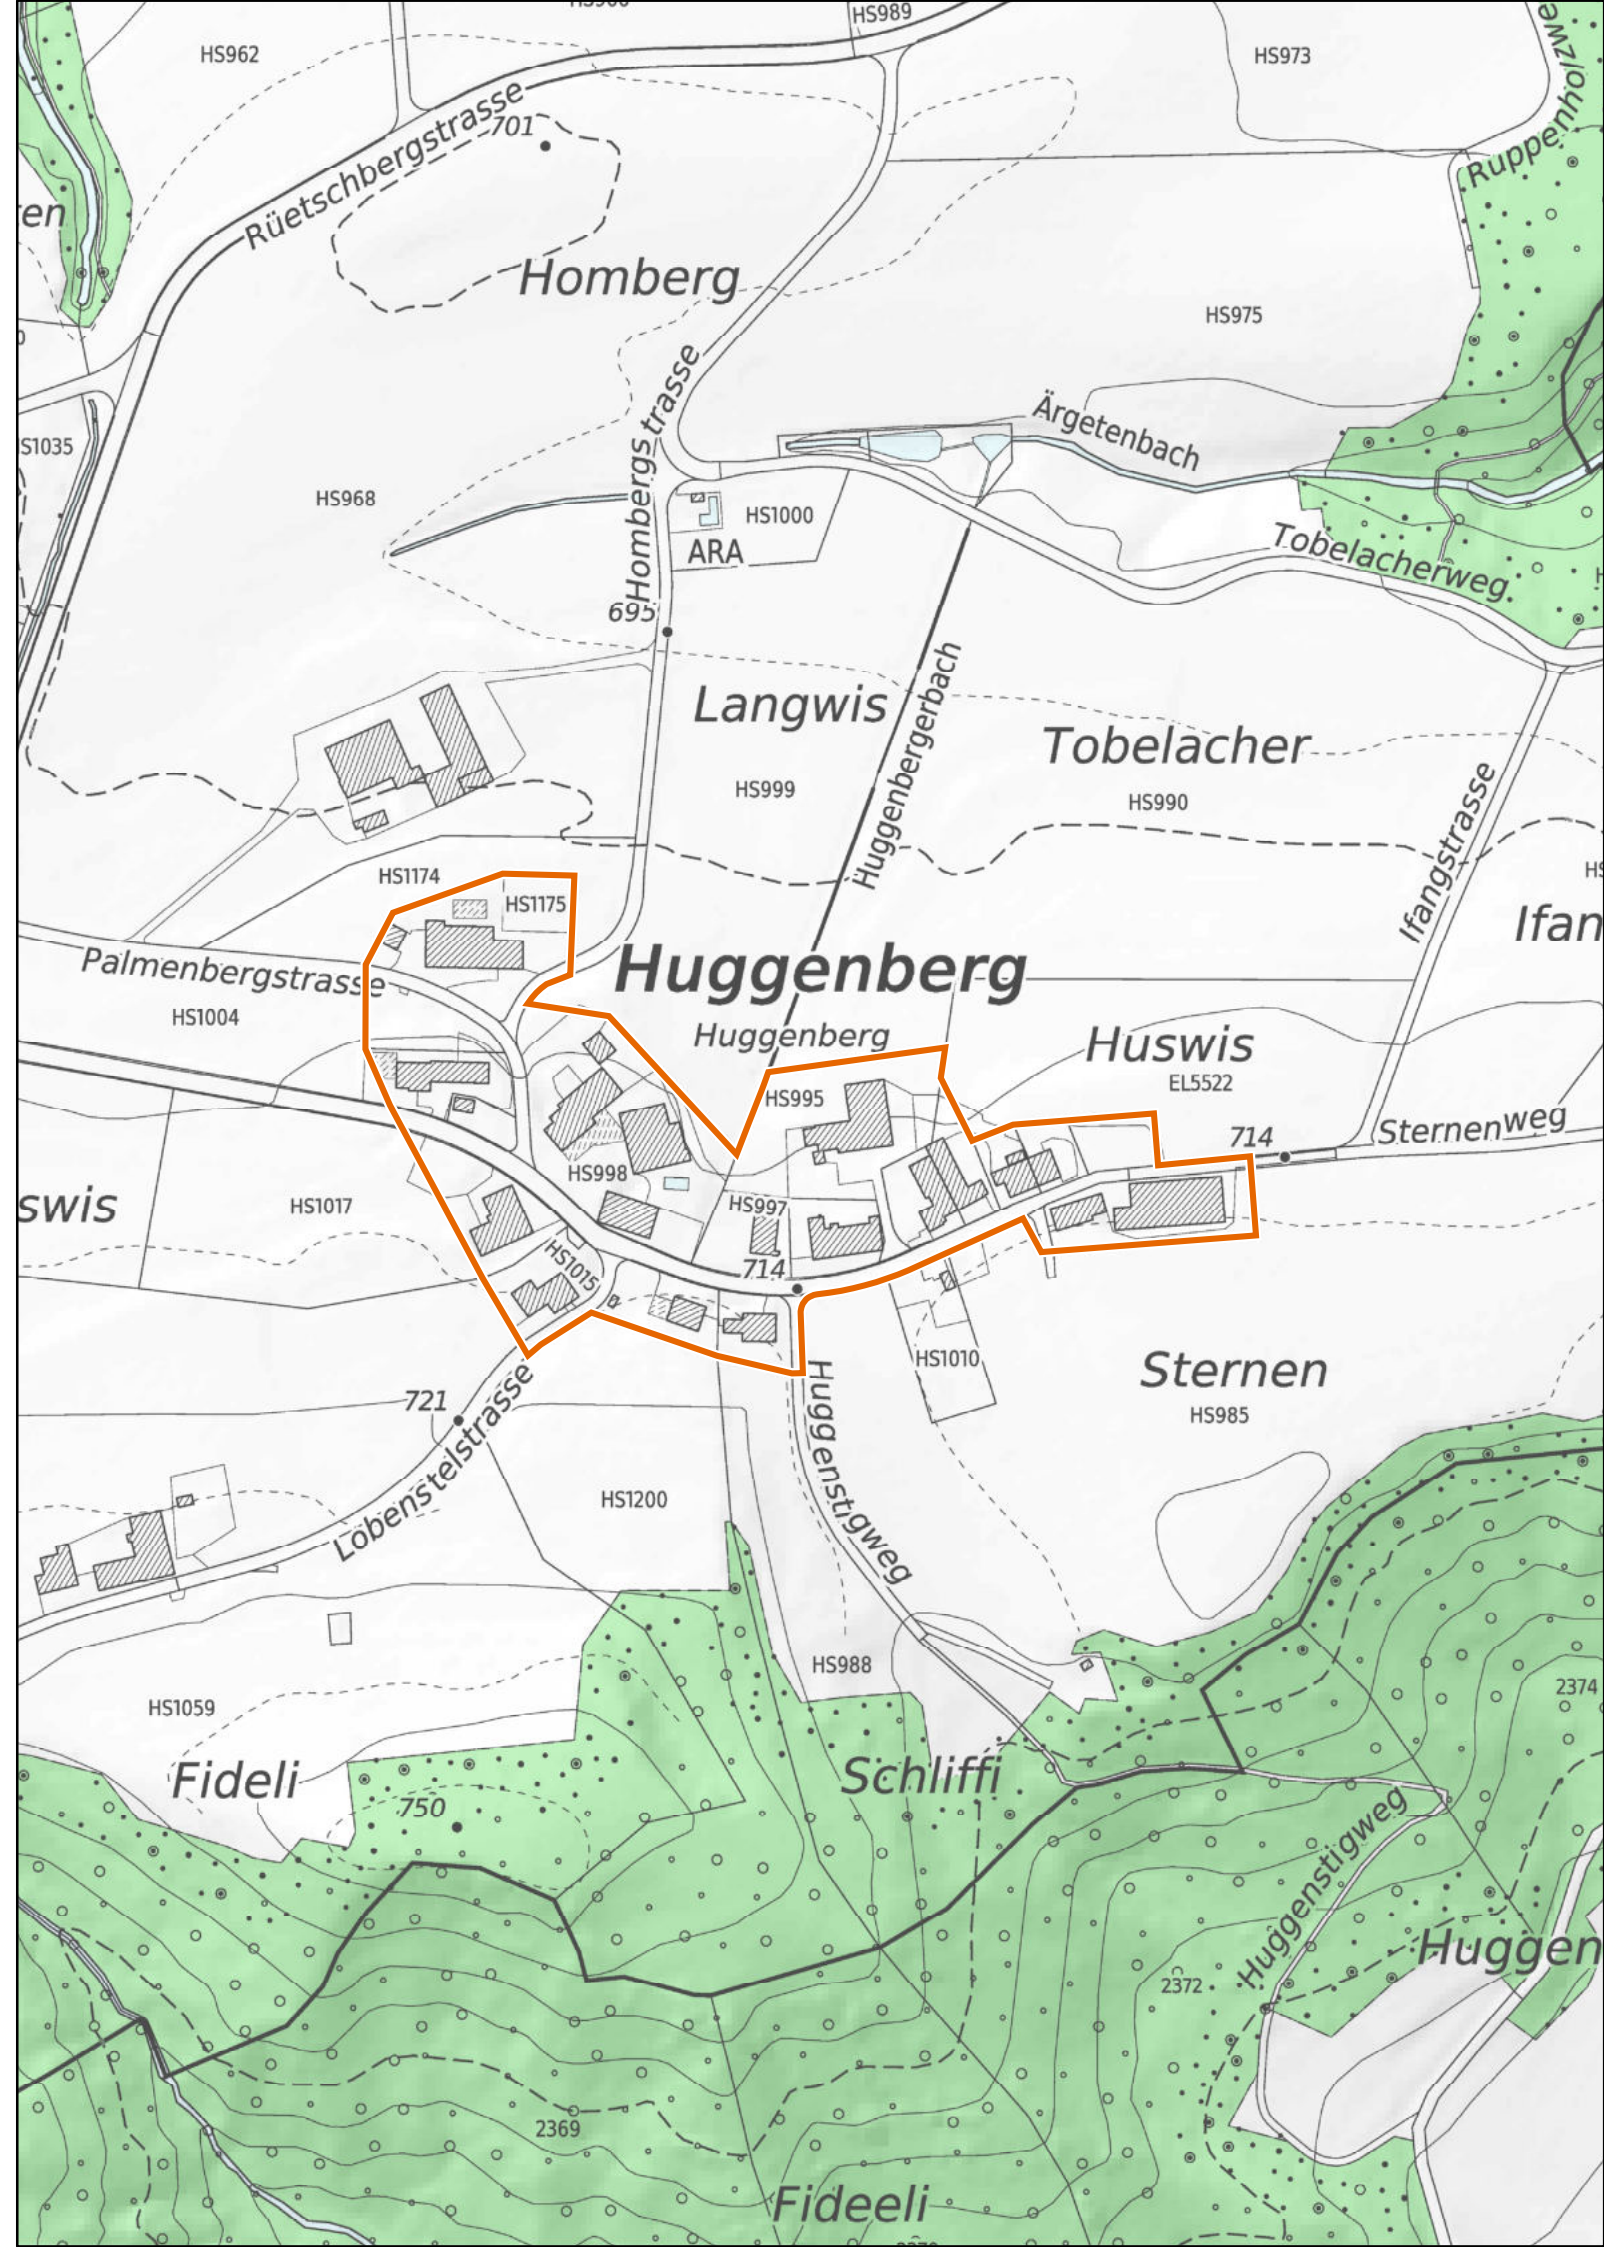 HS962
HS989
HS973
Rüetschbergstrasse
701
Ruppenholzwe
en
Homberg
HS975
Hombergstrasse
Ärgetenbach
S1035
HS968
HS1000
ARA
Tobelacherweg
695
Langwis
Huggenbergerbach
Tobelacher
HS999
HS990
Ifangstrasse
HS1174
HS1175
HS
Ifan
Palmenbergstrasse
Huggenberg
HS1004
Huggenberg
Huswis
EL5522
HS995
714
Sternenweg
HS998
swis
HS1017
HS997
HS1015
714
HS1010
Sternen
HS985
721
Lobenstelstrasse
Huggenstigweg
HS1200
HS988
HS1059
2374
Fideli
Schliffi
750
Huggenstigweg
Huggen
2372
2369
Fideeli